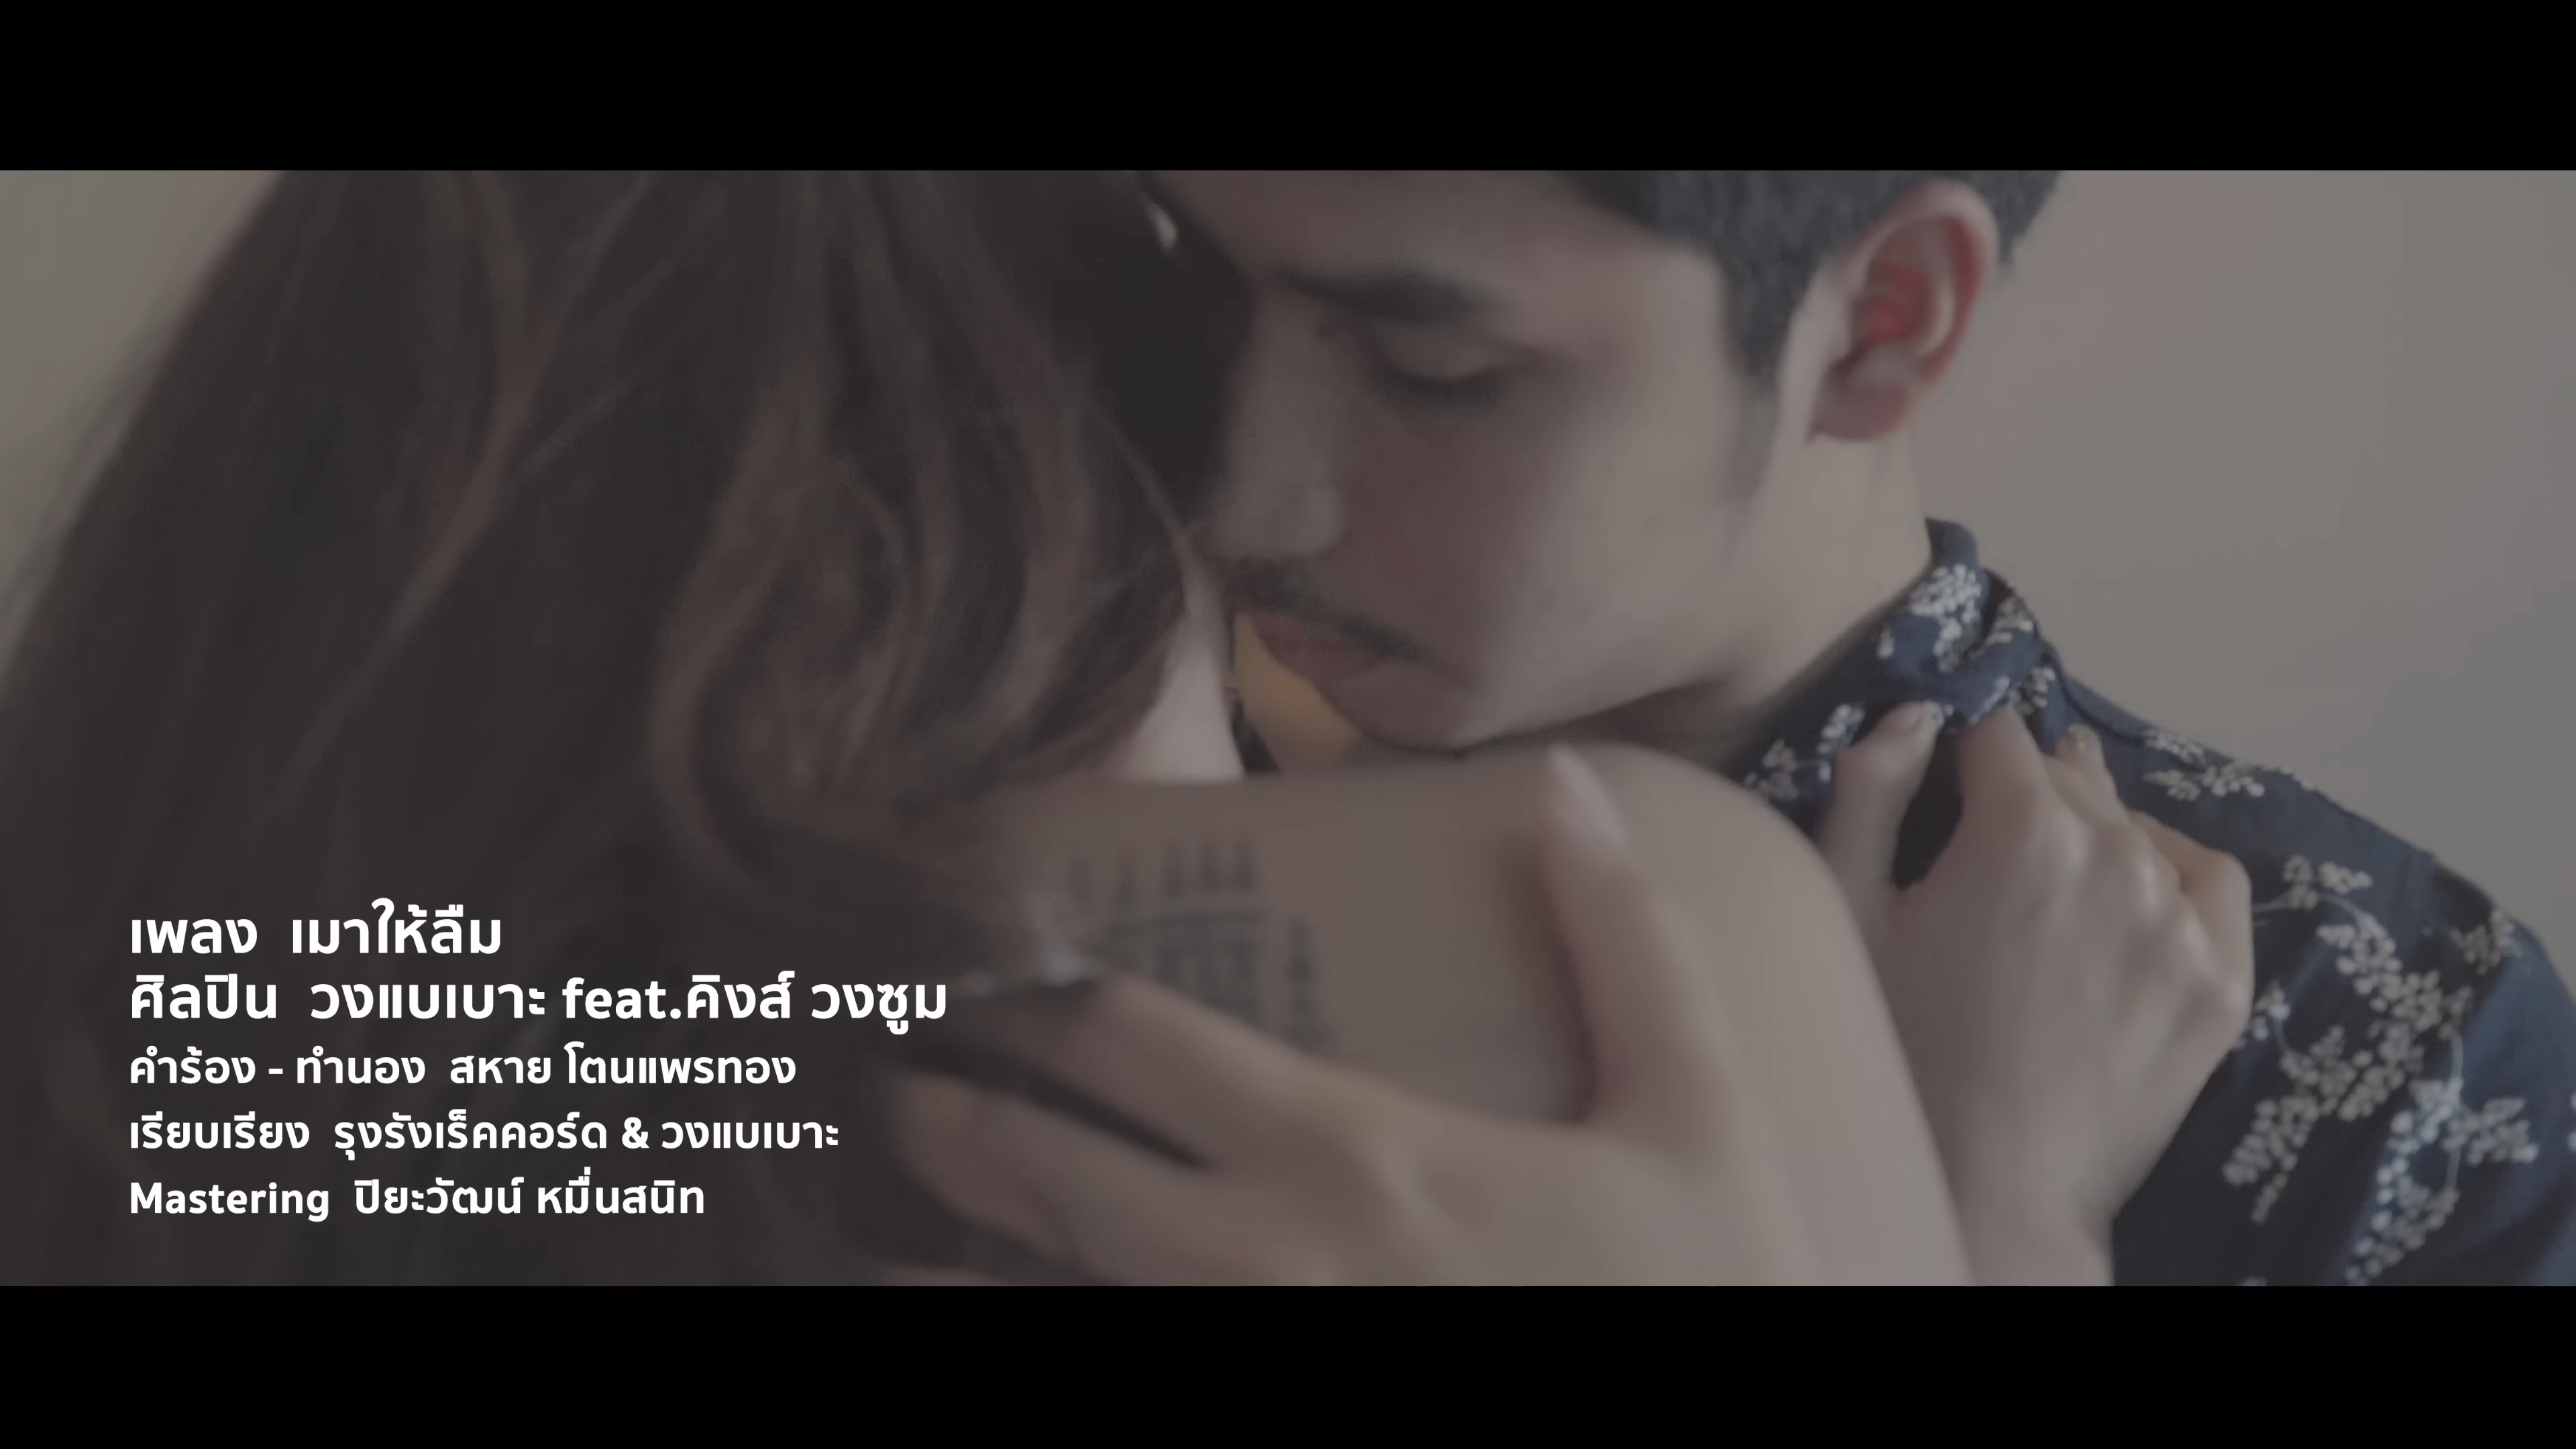 เพลง เมาให้ลืม
ศิลปิน วงแบเบาะ feat.คิงส์ วงซูม
คำร้อง - ทำนอง สหาย โตนแพรทอง
เรียบเรียง รุงรังเร็คคอร์ด & วงแบเบาะ
Mastering ปิยะวัฒน์ หมื่นสนิท